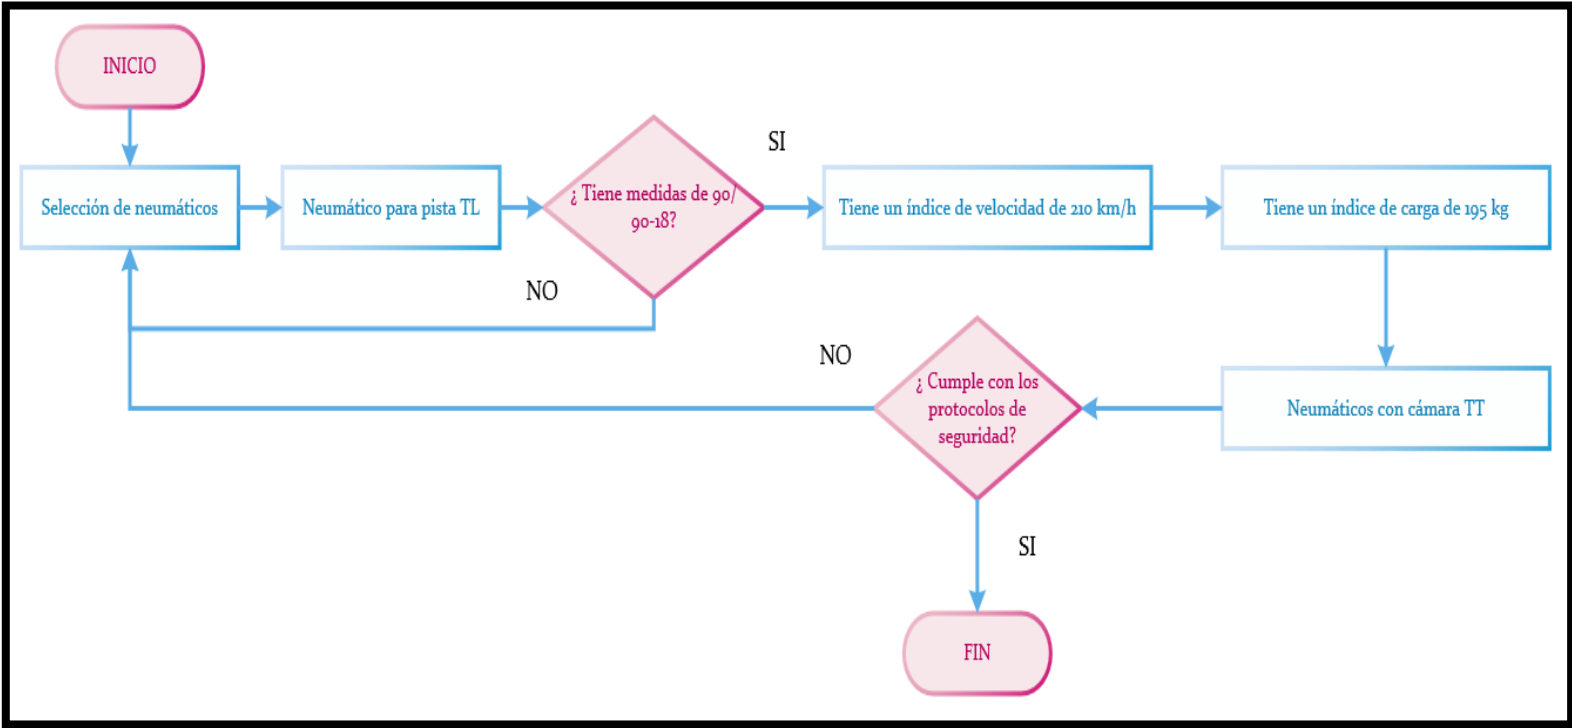 INICIO
Selección de neumáticos
Neumático para pista TL
¿ Tiene medidas de 90/
90-18?
SI
Tiene un índice de velocidad de 210 km/h
Tiene un índice de carga de 195 kg
NO
NO
¿ Cumple con los
protocolos de
seguridad?
Neumáticos con cámara TT
SI
FIN